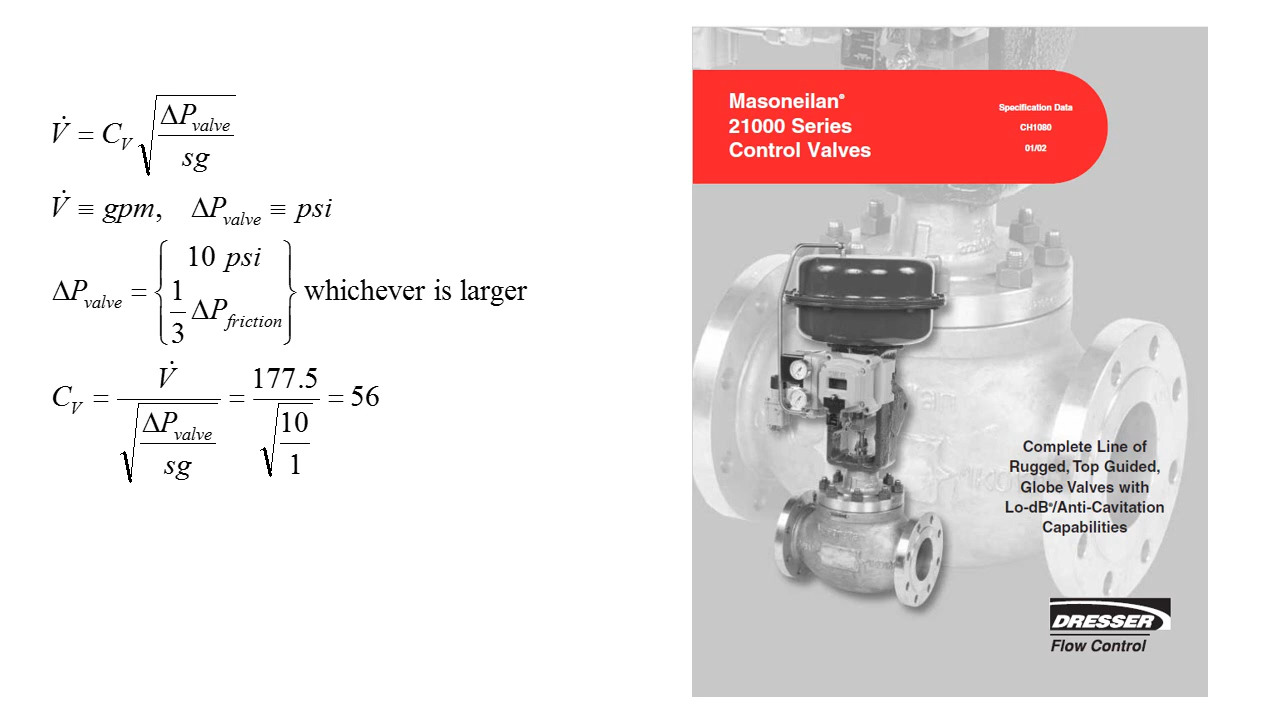 V̇ = C_V √(ΔP_valve / sg)
V̇ ≡ gpm, ΔP_valve ≡ psi
ΔP_valve = { 10 psi
1/3 ΔP_friction } whichever is larger
C_V = V̇ / √(ΔP_valve / sg) = 177.5 / √(10 / 1) = 56
Masoneilan®
21000 Series
Control Valves
Specification Data
CH1080
01/02
Complete Line of
Rugged, Top Guided,
Globe Valves with
Lo-dB®/Anti-Cavitation
Capabilities
DRESSER
Flow Control